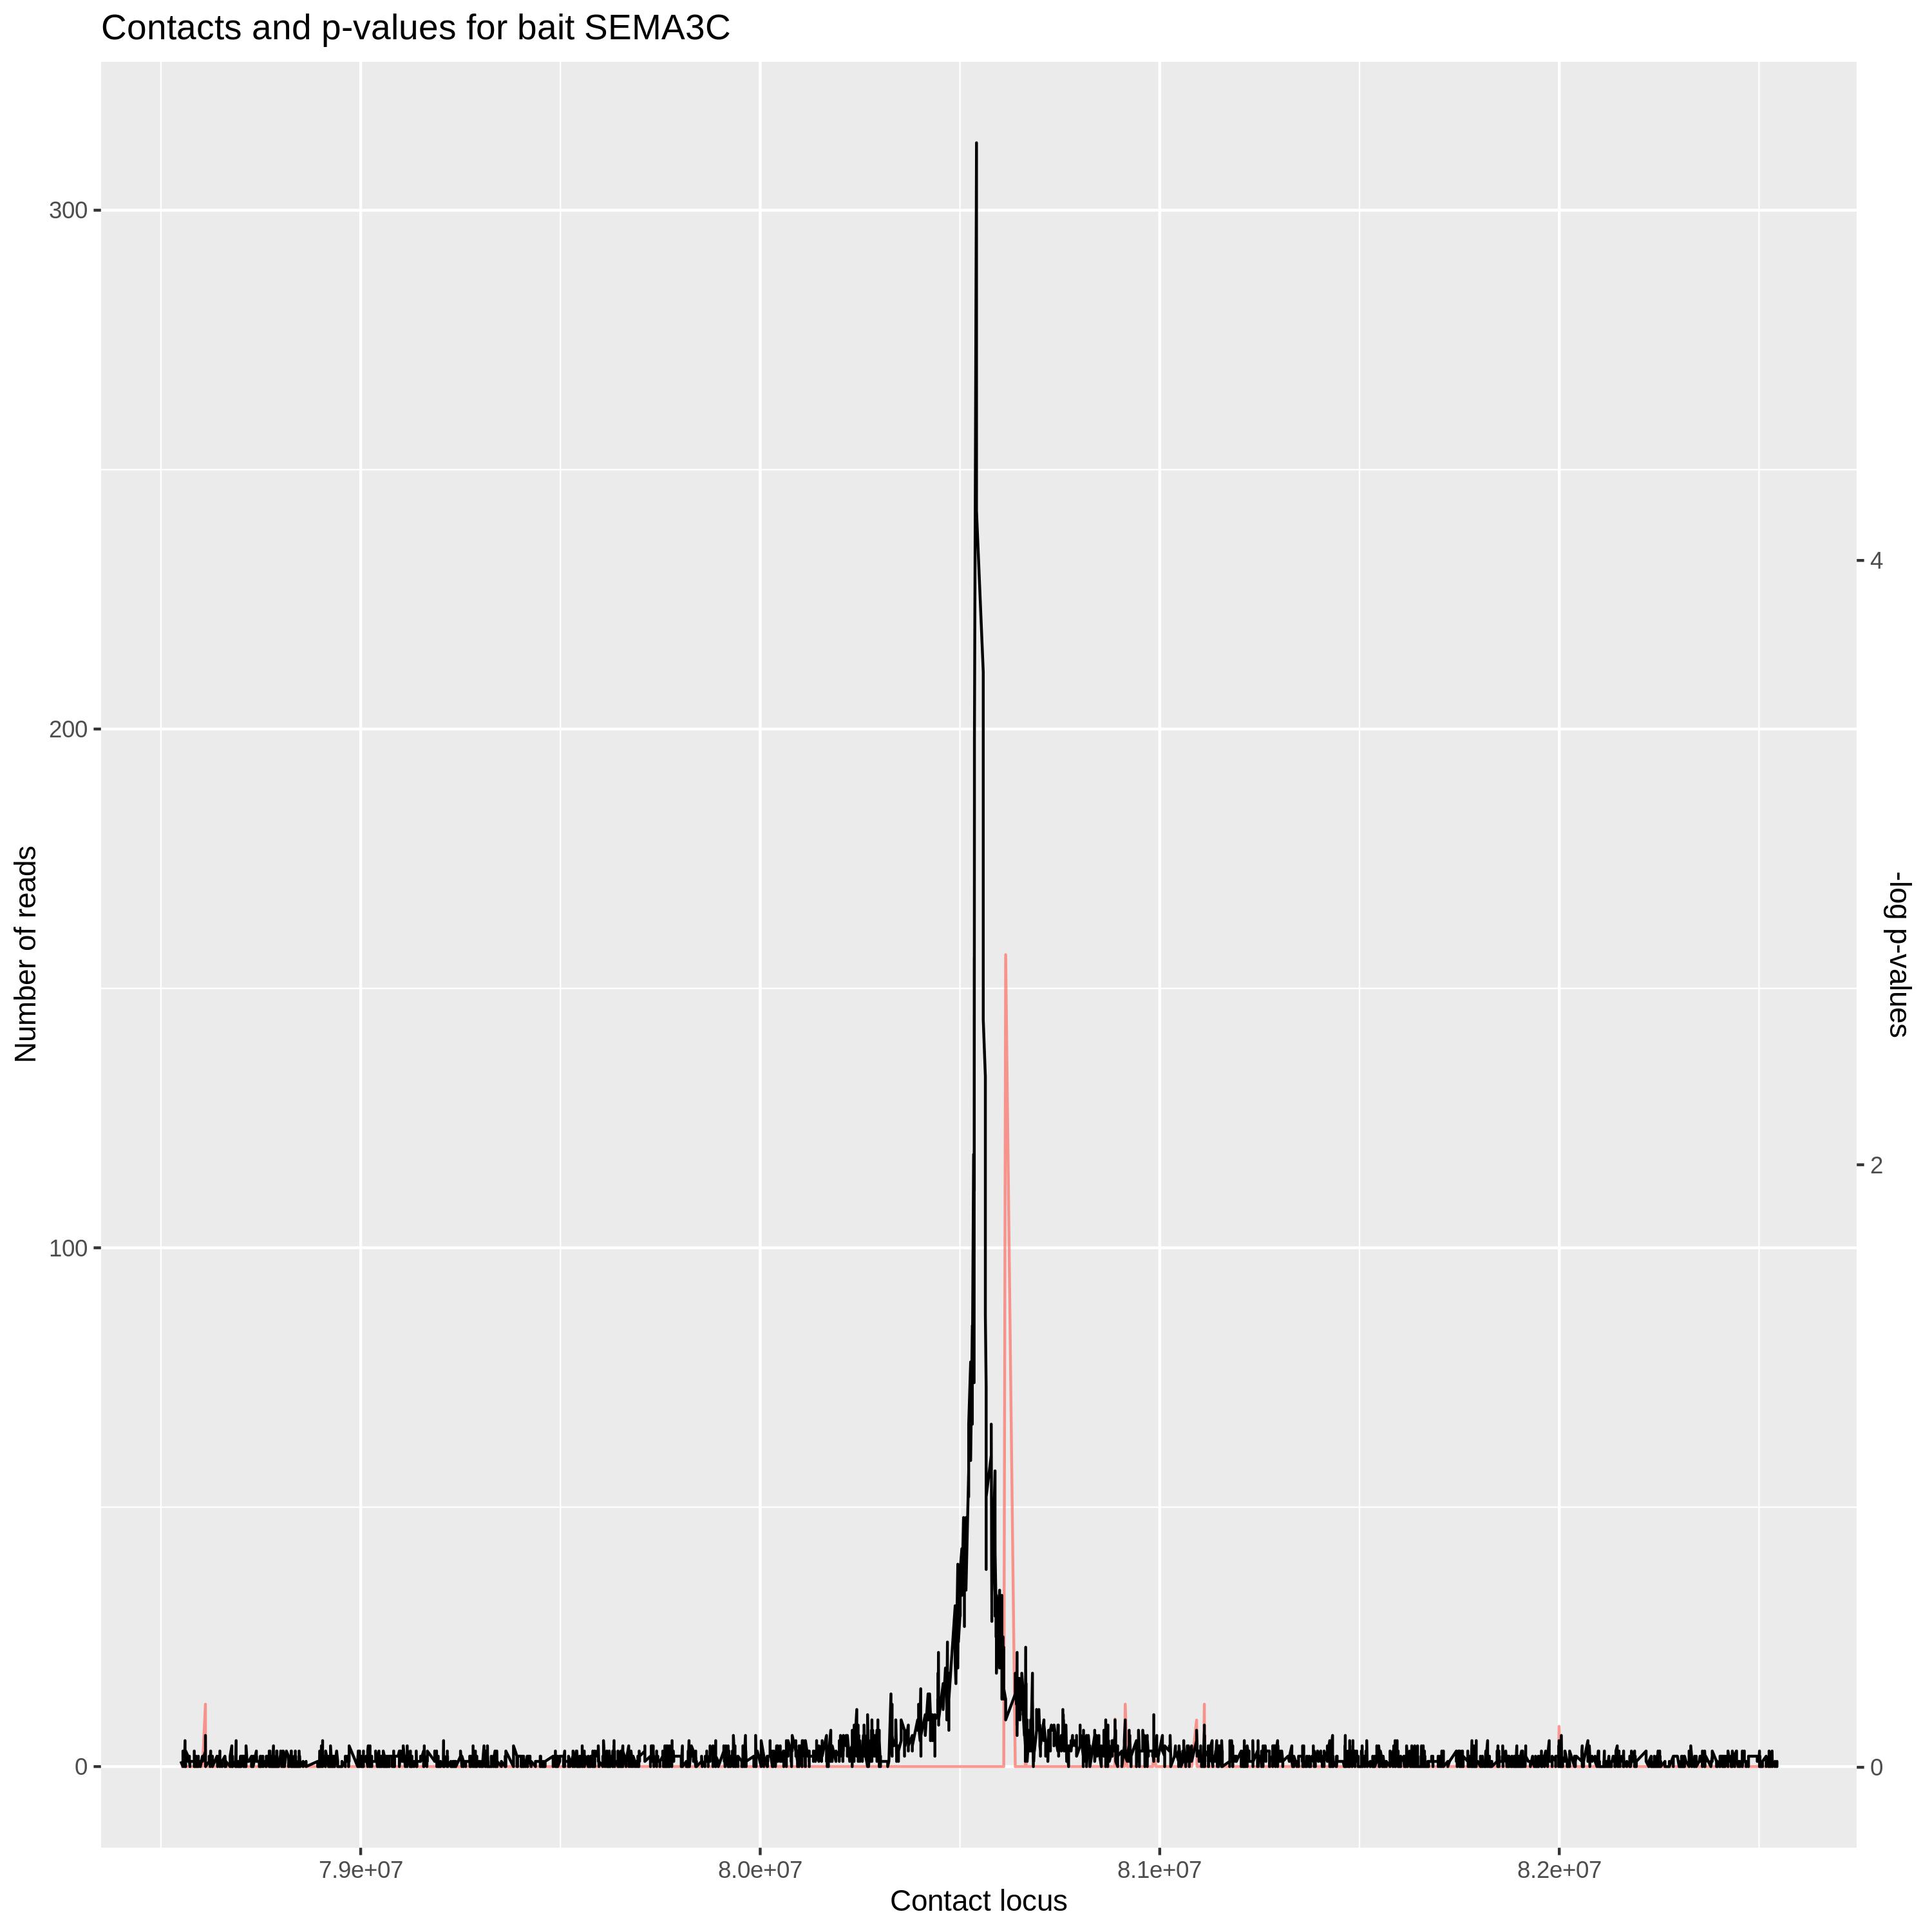 Contacts and p-values for bait SEMA3C
Number of reads
300
200
100
0
4
2
0
-log p-values
7.9e+07
8.0e+07
8.1e+07
8.2e+07
Contact locus